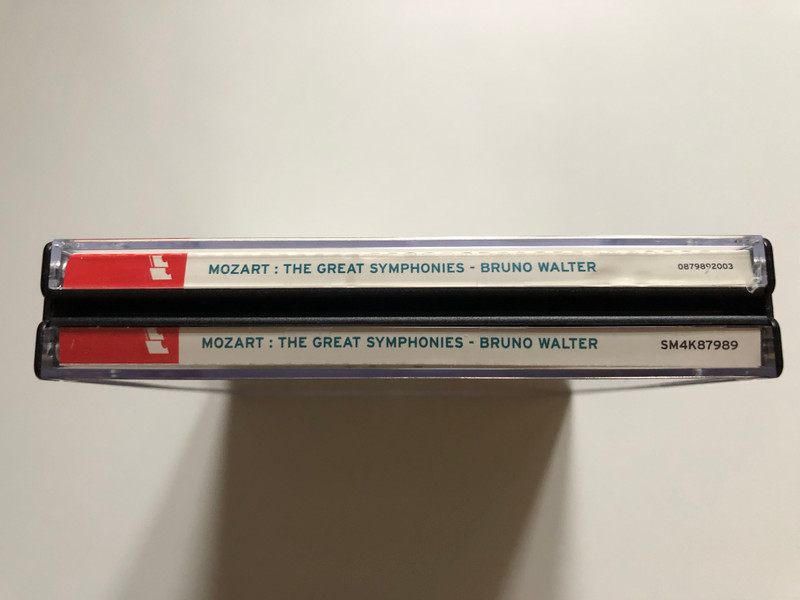 MOZART : THE GREAT SYMPHONIES - BRUNO WALTER 0879892003
MOZART : THE GREAT SYMPHONIES - BRUNO WALTER SM4K87989